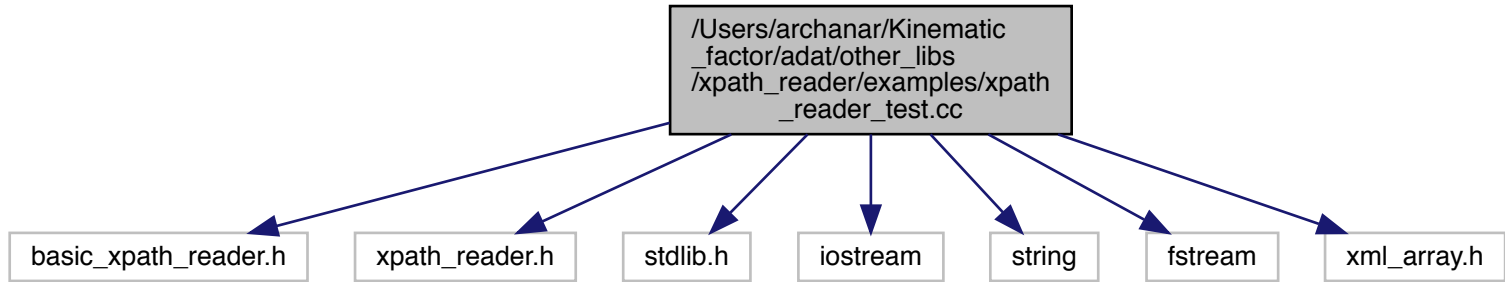 /Users/archanar/Kinematic
_factor/adat/other_libs
/xpath_reader/examples/xpath
_reader_test.cc
basic_xpath_reader.h
xpath_reader.h
stdlib.h
iostream
string
fstream
xml_array.h